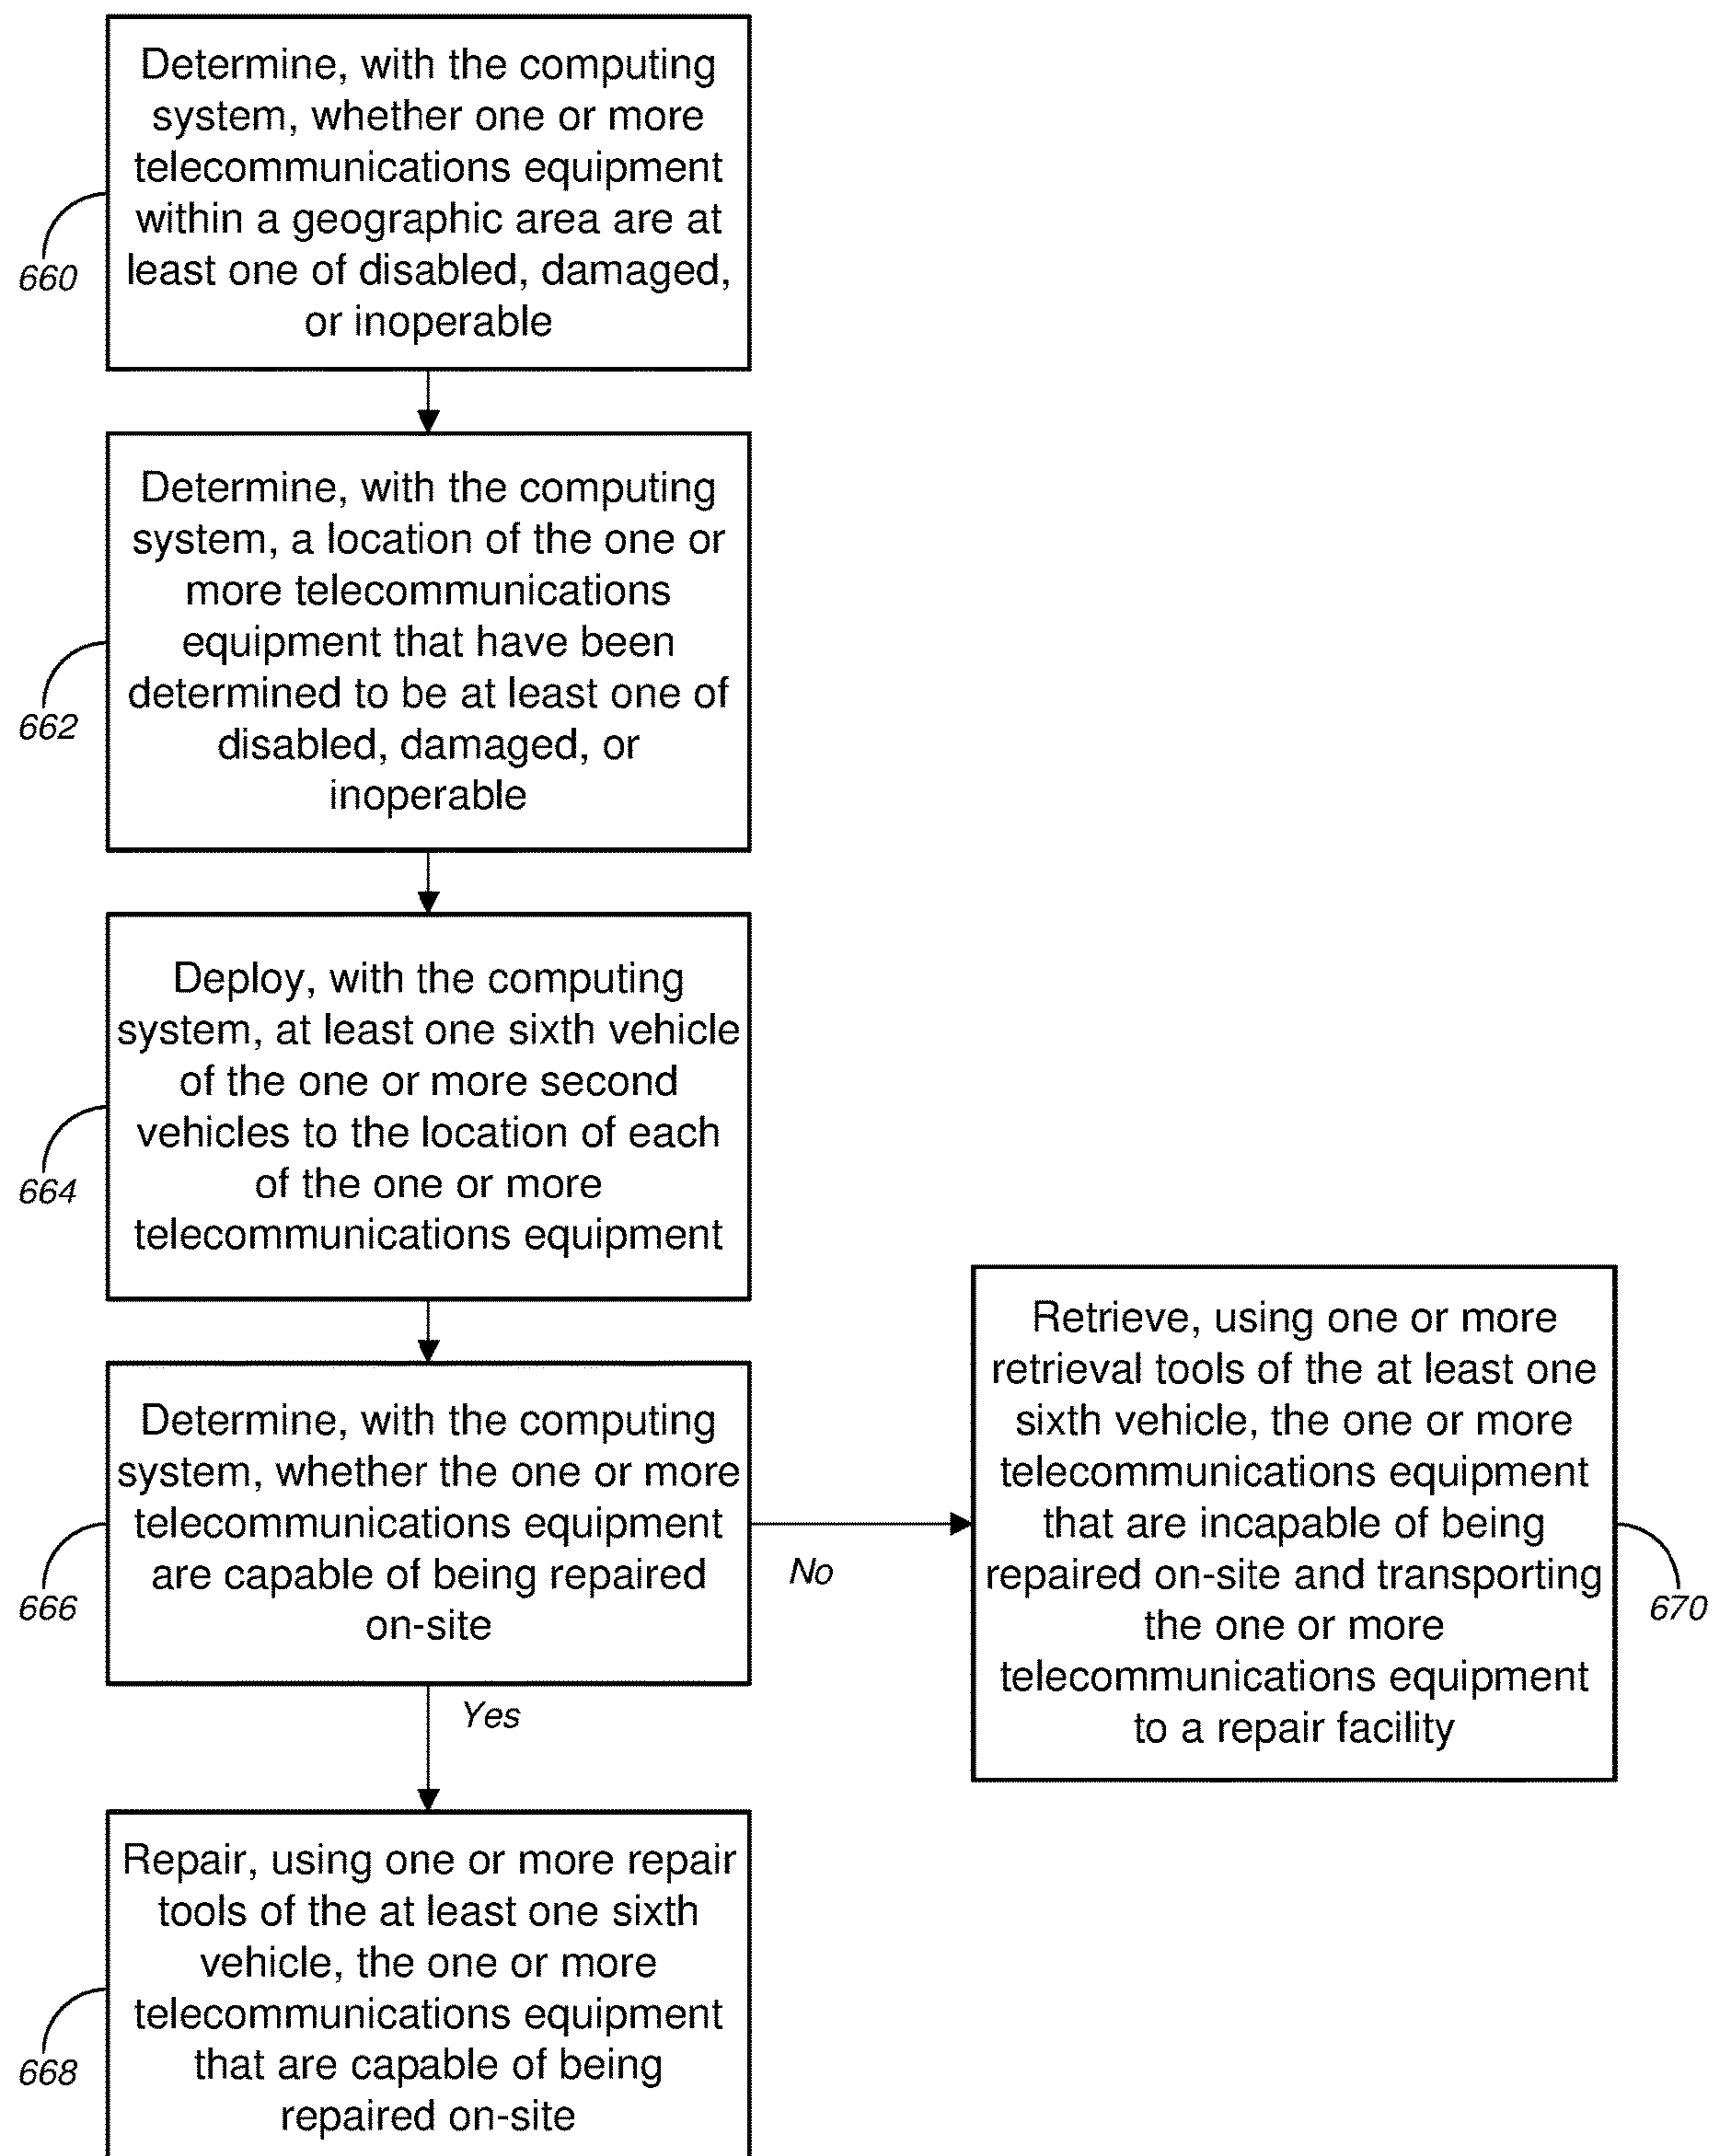 Determine, with the computing
system, whether one or more
telecommunications equipment
within a geographic area are at
least one of disabled, damaged,
or inoperable
660
Determine, with the computing
system, a location of the one or
more telecommunications
equipment that have been
determined to be at least one of
disabled, damaged, or
inoperable
662
Deploy, with the computing
system, at least one sixth vehicle
of the one or more second
vehicles to the location of each
of the one or more
telecommunications equipment
664
Determine, with the computing
system, whether the one or more
telecommunications equipment
are capable of being repaired
on-site
666
No
Retrieve, using one or more
retrieval tools of the at least one
sixth vehicle, the one or more
telecommunications equipment
that are incapable of being
repaired on-site and transporting
the one or more
telecommunications equipment
to a repair facility
670
Yes
Repair, using one or more repair
tools of the at least one sixth
vehicle, the one or more
telecommunications equipment
that are capable of being
repaired on-site
668